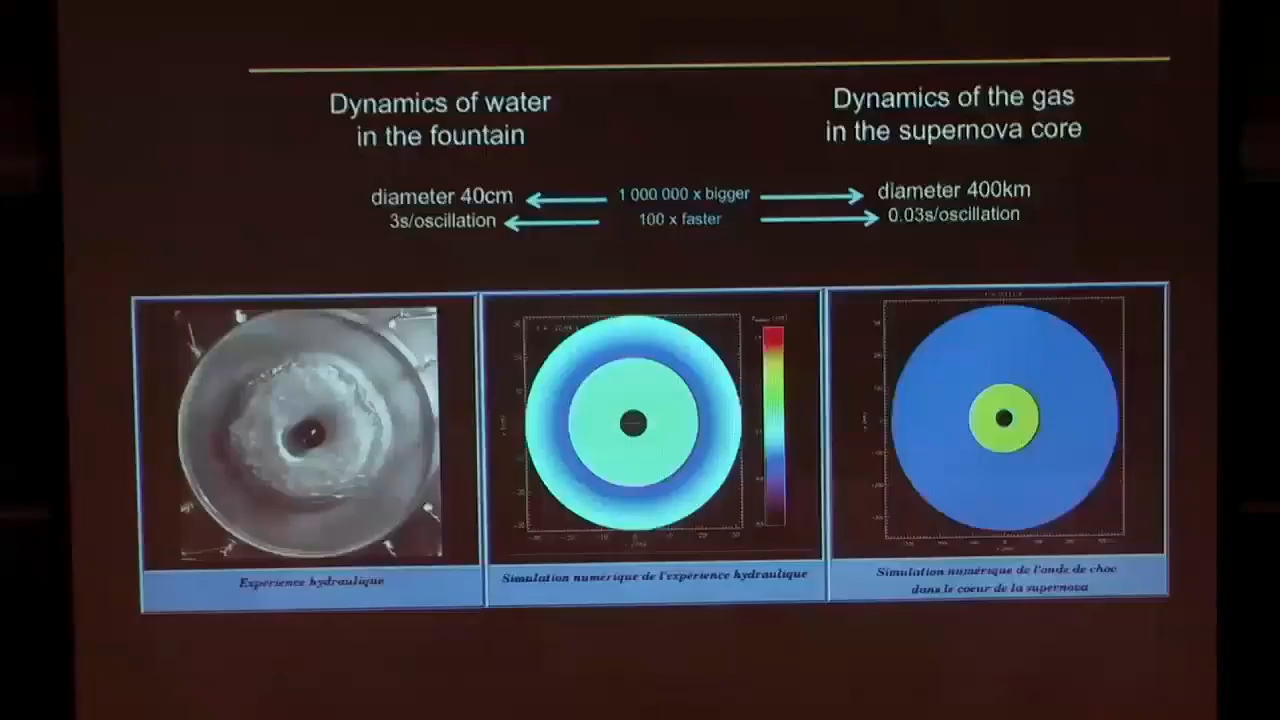 Dynamics of water
in the fountain
Dynamics of the gas
in the supernova core
diameter 40cm
1 000 000 x bigger
diameter 400km
3s/oscillation
100 x faster
0.03s/oscillation
Expérience hydraulique
Simulation numérique de l'expérience hydraulique
Simulation numérique de l'onde de choc
dans le coeur de la supernova